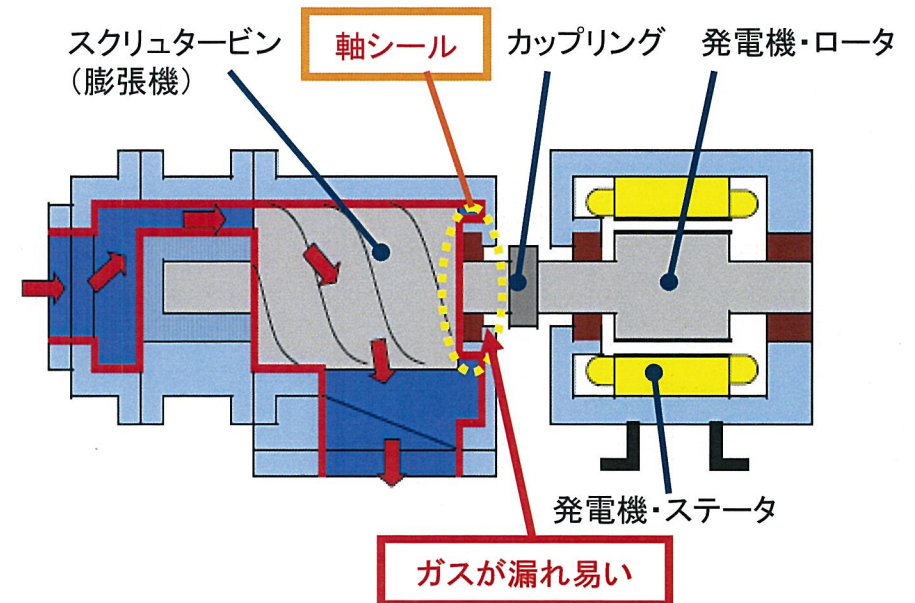 スクリュタービン
（膨張機）
軸シール
カップリング
発電機・ロータ
発電機・ステータ
ガスが漏れ易い